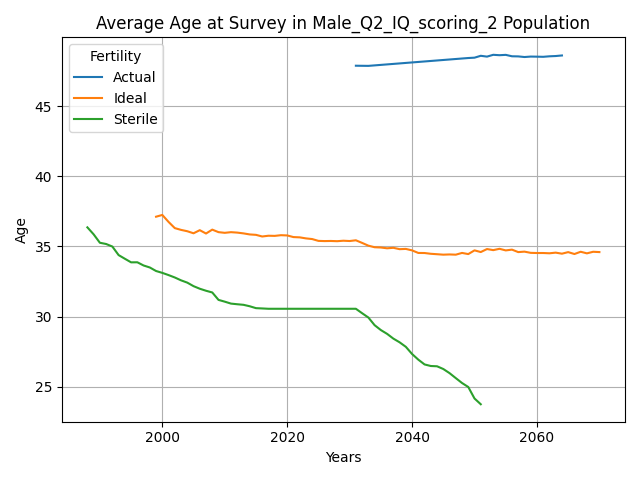 Average Age at Survey in Male_Q2_IQ_scoring_2 Population
Fertility
Actual
Ideal
Sterile
45
40
35
30
25
Age
2000
2020
2040
2060
Years